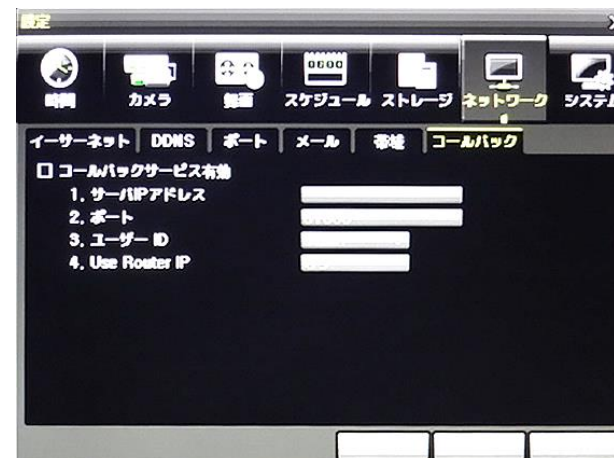 設定
時間 カメラ 録画 スケジュール ストレージ ネットワーク システム
イーサーネット DDNS ポート メール 帯域 コールバック
コールバックサービス有効
1. サーバIPアドレス
2. ポート
3. ユーザー ID
4. Use Router IP